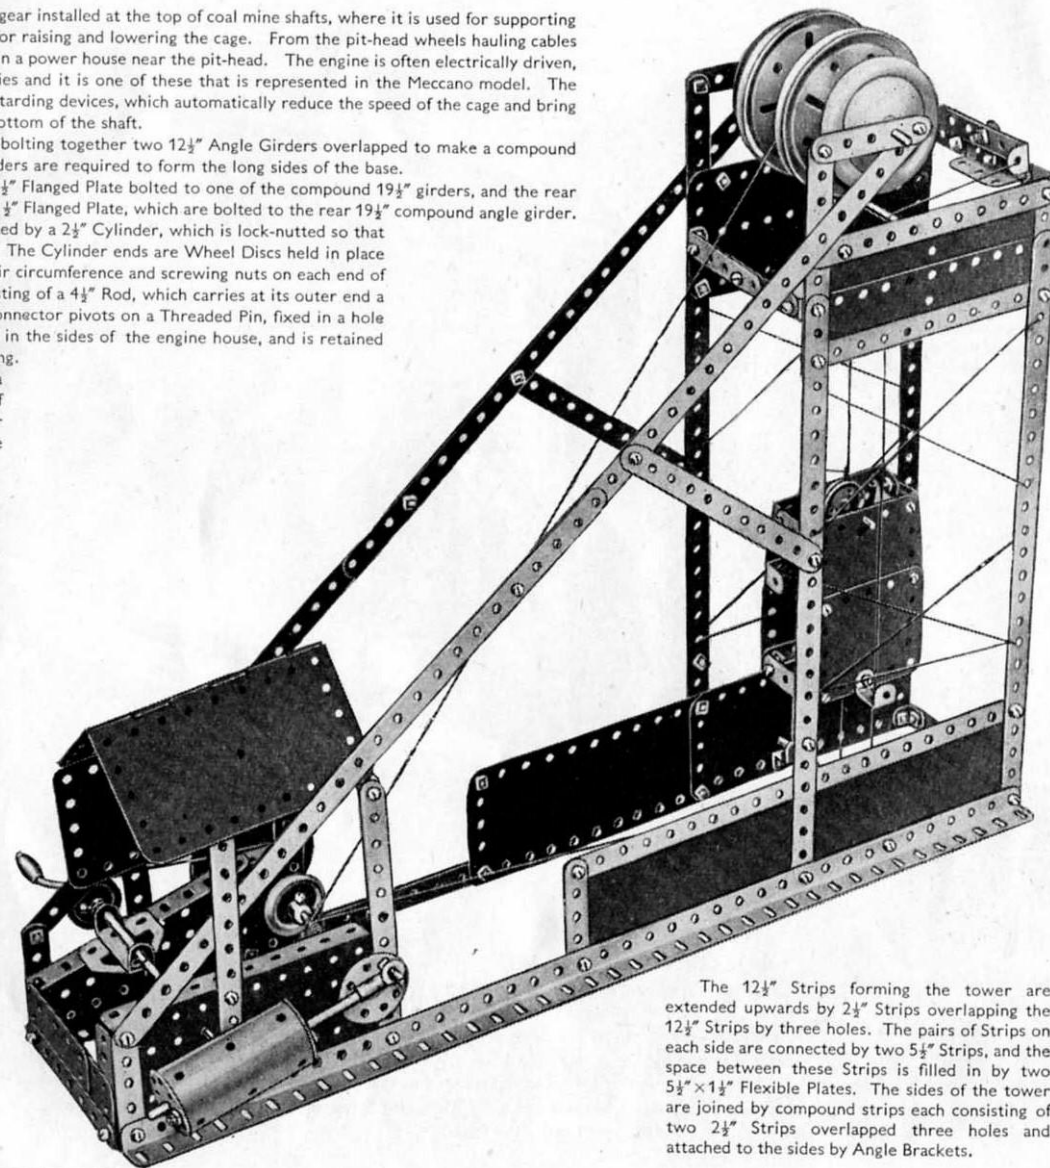 gear installed at the top of coal mine shafts, where it is used for supporting
or raising and lowering the cage. From the pit-head wheels hauling cables
n a power house near the pit-head. The engine is often electrically driven,
ies and it is one of these that is represented in the Meccano model. The
tarding devices, which automatically reduce the speed of the cage and bring
ottom of the shaft.
bolting together two 12½″ Angle Girders overlapped to make a compound
ders are required to form the long sides of the base.
½″ Flanged Plate bolted to one of the compound 19½″ girders, and the rear
½″ Flanged Plate, which are bolted to the rear 19½″ compound angle girder.
ed by a 2½″ Cylinder, which is lock-nutted so that
The Cylinder ends are Wheel Discs held in place
ir circumference and screwing nuts on each end of
ting of a 4½″ Rod, which carries at its outer end a
onnector pivots on a Threaded Pin, fixed in a hole
in the sides of the engine house, and is retained
ng.
f
e
The 12½″ Strips forming the tower are
extended upwards by 2½″ Strips overlapping the
12½″ Strips by three holes. The pairs of Strips on
each side are connected by two 5½″ Strips, and the
space between these Strips is filled in by two
5½″×1½″ Flexible Plates. The sides of the tower
are joined by compound strips each consisting of
two 2½″ Strips overlapped three holes and
attached to the sides by Angle Brackets.